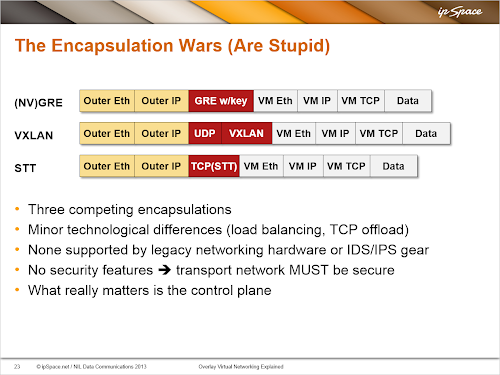 ip Space
The Encapsulation Wars (Are Stupid)
(NV)GRE Outer Eth Outer IP GRE w/key VM Eth VM IP VM TCP Data
VXLAN Outer Eth Outer IP UDP VXLAN VM Eth VM IP VM TCP Data
STT Outer Eth Outer IP TCP(STT) VM Eth VM IP VM TCP Data
• Three competing encapsulations
• Minor technological differences (load balancing, TCP offload)
• None supported by legacy networking hardware or IDS/IPS gear
• No security features ➔ transport network MUST be secure
• What really matters is the control plane
23 © ipSpace.net / NIL Data Communications 2013 Overlay Virtual Networking Explained